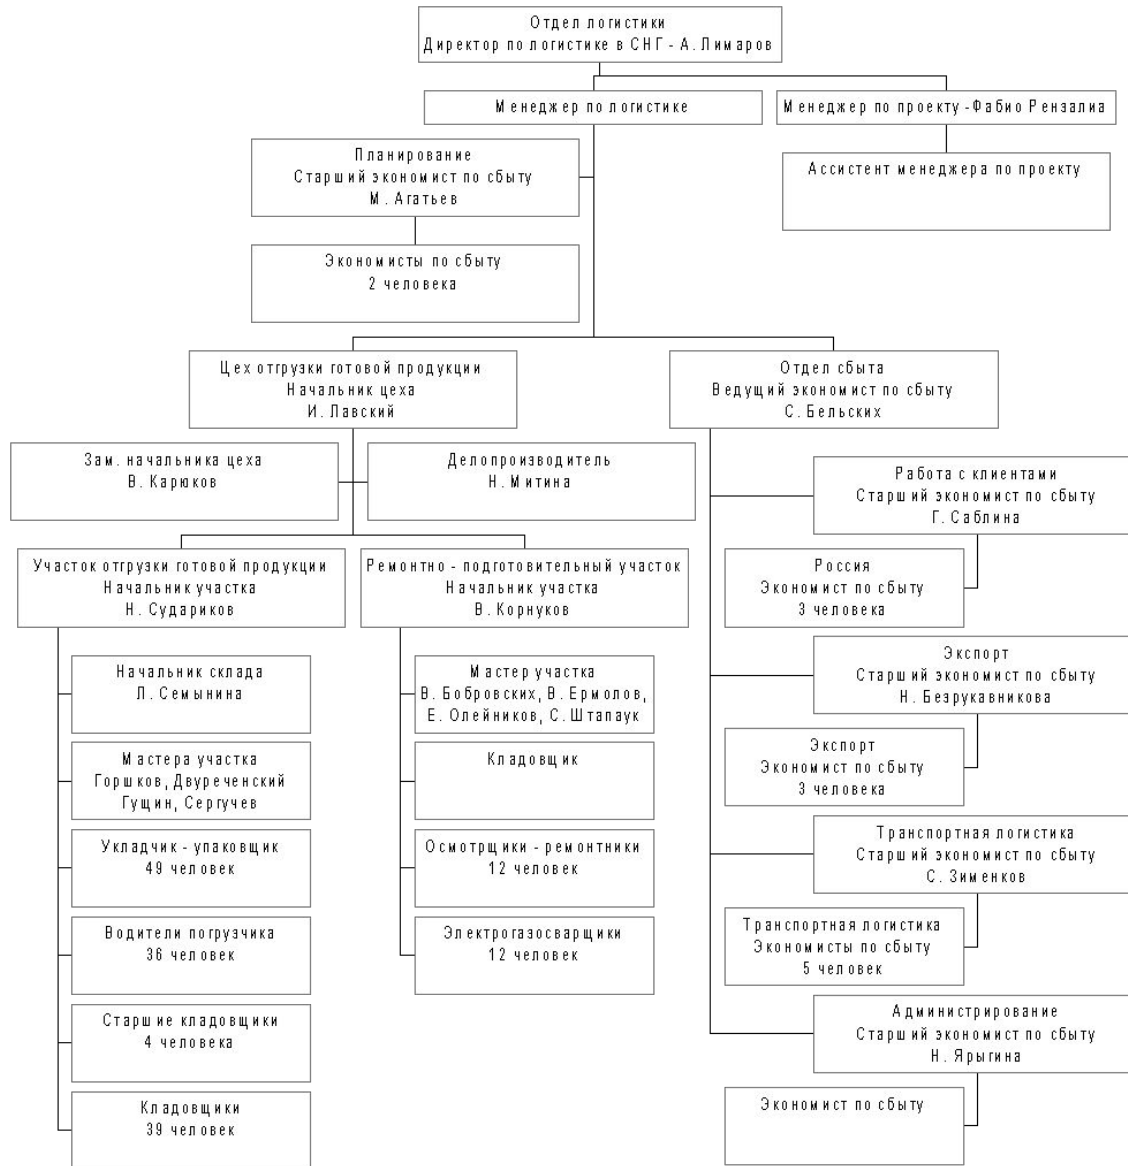 Отдел логистики
Директор по логистике в СНГ - А. Лимаров
Менеджер по логистике
Менеджер по проекту -Фабио Рензалиа
Планирование
Старший экономист по сбыту
М. Агатьев
Ассистент менеджера по проекту
Экономисты по сбыту
2 человека
Цех отгрузки готовой продукции
Начальник цеха
И. Лавский
Отдел сбыта
Ведущий экономист по сбыту
С. Бельских
Зам. начальника цеха
В. Карюков
Делопроизводитель
Н. Митина
Участок отгрузки готовой продукции
Начальник участка
Н. Судариков
Ремонтно - подготовительный участок
Начальник участка
В. Корнуков
Начальник склада
Л. Семынина
Мастера участка
Горшков, Двуреченский
Гущин, Сергучев
Укладчик - упаковщик
49 человек
Водители погрузчика
36 человек
Старшие кладовщики
4 человека
Кладовщики
39 человек
Мастер участка
В. Бобровских, В. Ермолов,
Е. Олейников, С. Штапаук
Кладовщик
Осмотрщики - ремонтники
12 человек
Электрогазосварщики
12 человек
Работа с клиентами
Старший экономист по сбыту
Г. Саблина
Россия
Экономист по сбыту
3 человека
Экспорт
Старший экономист по сбыту
Н. Безрукавникова
Экспорт
Экономист по сбыту
3 человека
Транспортная логистика
Старший экономист по сбыту
С. Зименков
Транспортная логистика
Экономисты по сбыту
5 человек
Администрирование
Старший экономист по сбыту
Н. Ярыгина
Экономист по сбыту